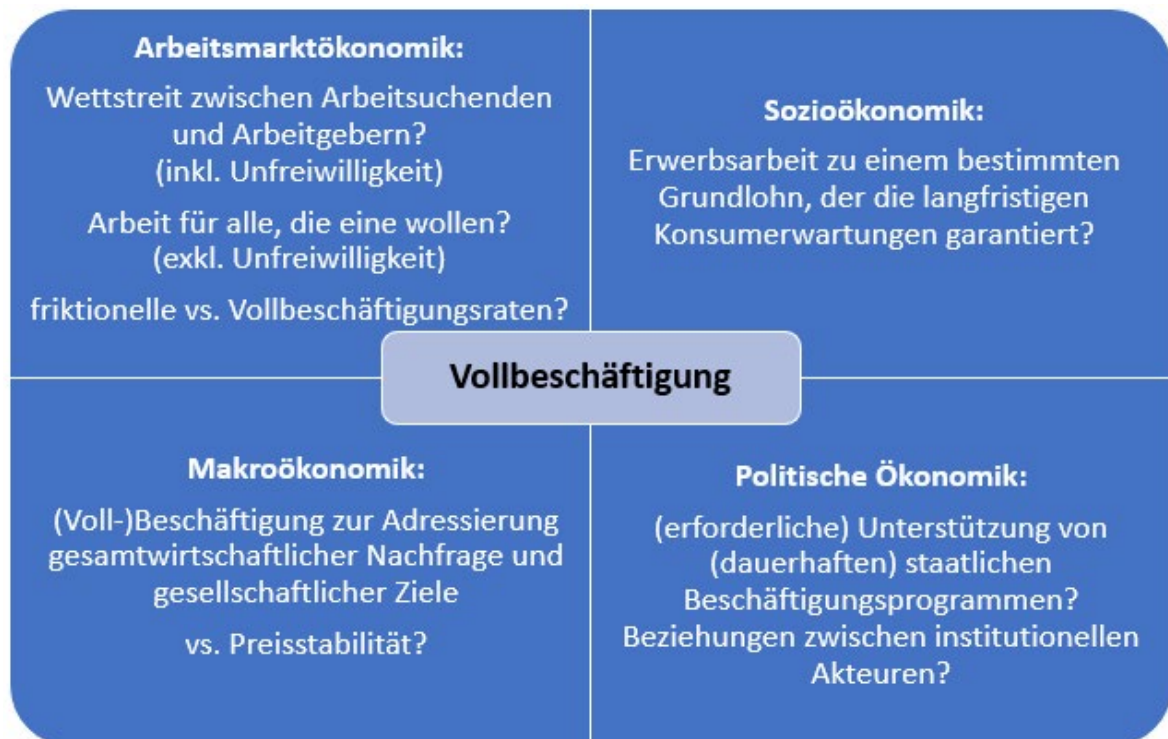 Arbeitsmarktökonomik:
Wettstreit zwischen Arbeitsuchenden
und Arbeitgebern?
(inkl. Unfreiwilligkeit)
Arbeit für alle, die eine wollen?
(exkl. Unfreiwilligkeit)
friktionelle vs. Vollbeschäftigungsraten?
Sozioökonomik:
Erwerbsarbeit zu einem bestimmten
Grundlohn, der die langfristigen
Konsumerwartungen garantiert?
Vollbeschäftigung
Makroökonomik:
(Voll-)Beschäftigung zur Adressierung
gesamtwirtschaftlicher Nachfrage und
gesellschaftlicher Ziele
vs. Preisstabilität?
Politische Ökonomik:
(erforderliche) Unterstützung von
(dauerhaften) staatlichen
Beschäftigungsprogrammen?
Beziehungen zwischen institutionellen
Akteuren?